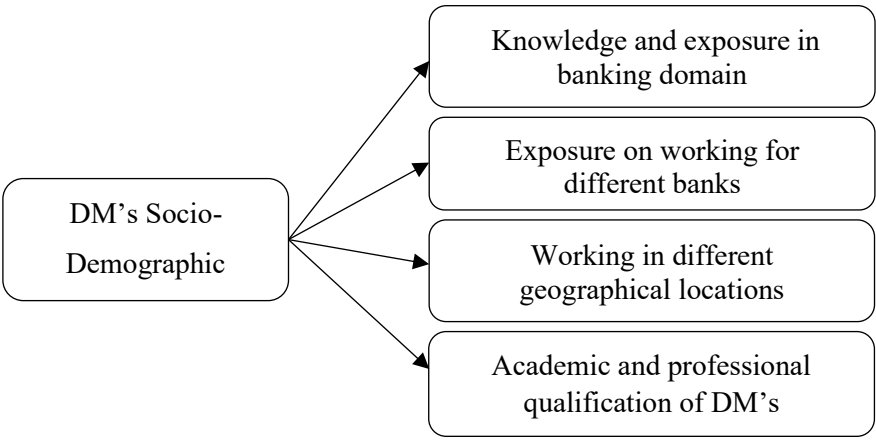 Knowledge and exposure in
banking domain
Exposure on working for
different banks
DM’s Socio-
Demographic
Working in different
geographical locations
Academic and professional
qualification of DM’s